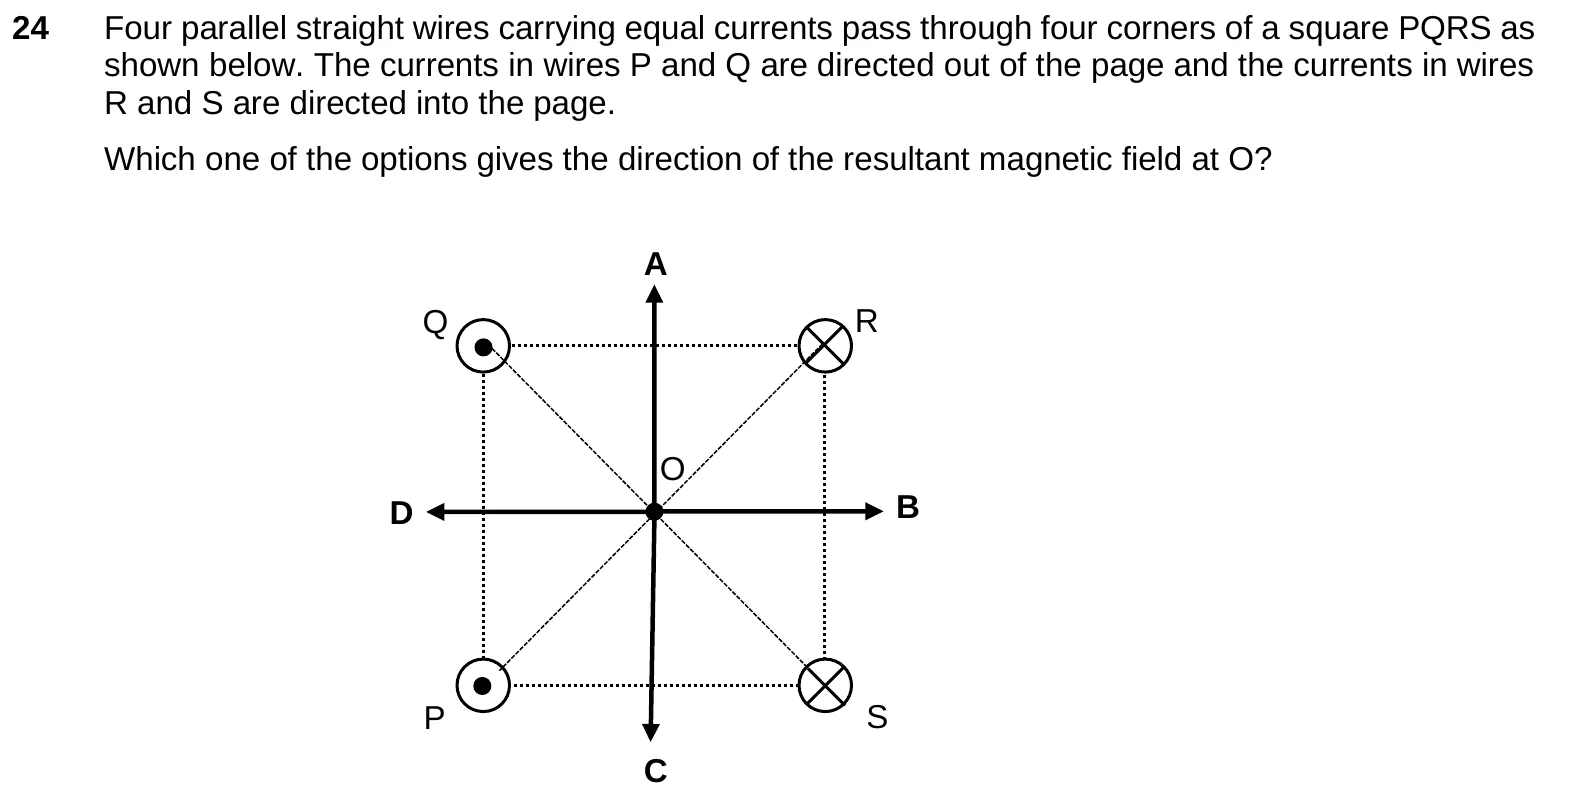 24 Four parallel straight wires carrying equal currents pass through four corners of a square PQRS as
shown below. The currents in wires P and Q are directed out of the page and the currents in wires
R and S are directed into the page.
Which one of the options gives the direction of the resultant magnetic field at O?
A
Q
R
O
D
B
P
S
C